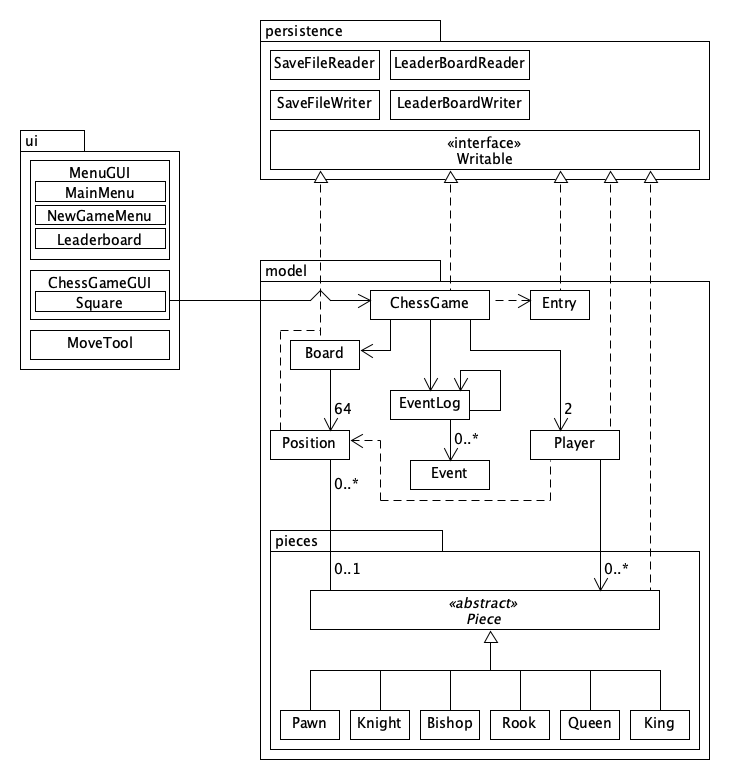 persistence
SaveFileReader
LeaderBoardReader
SaveFileWriter
LeaderBoardWriter
«interface»
Writable
ui
MenuGUI
MainMenu
NewGameMenu
Leaderboard
ChessGameGUI
Square
MoveTool
model
ChessGame
Entry
Board
EventLog
64
2
Position
0..*
Player
Event
0..*
pieces
0..1
0..*
«abstract»
Piece
Pawn
Knight
Bishop
Rook
Queen
King